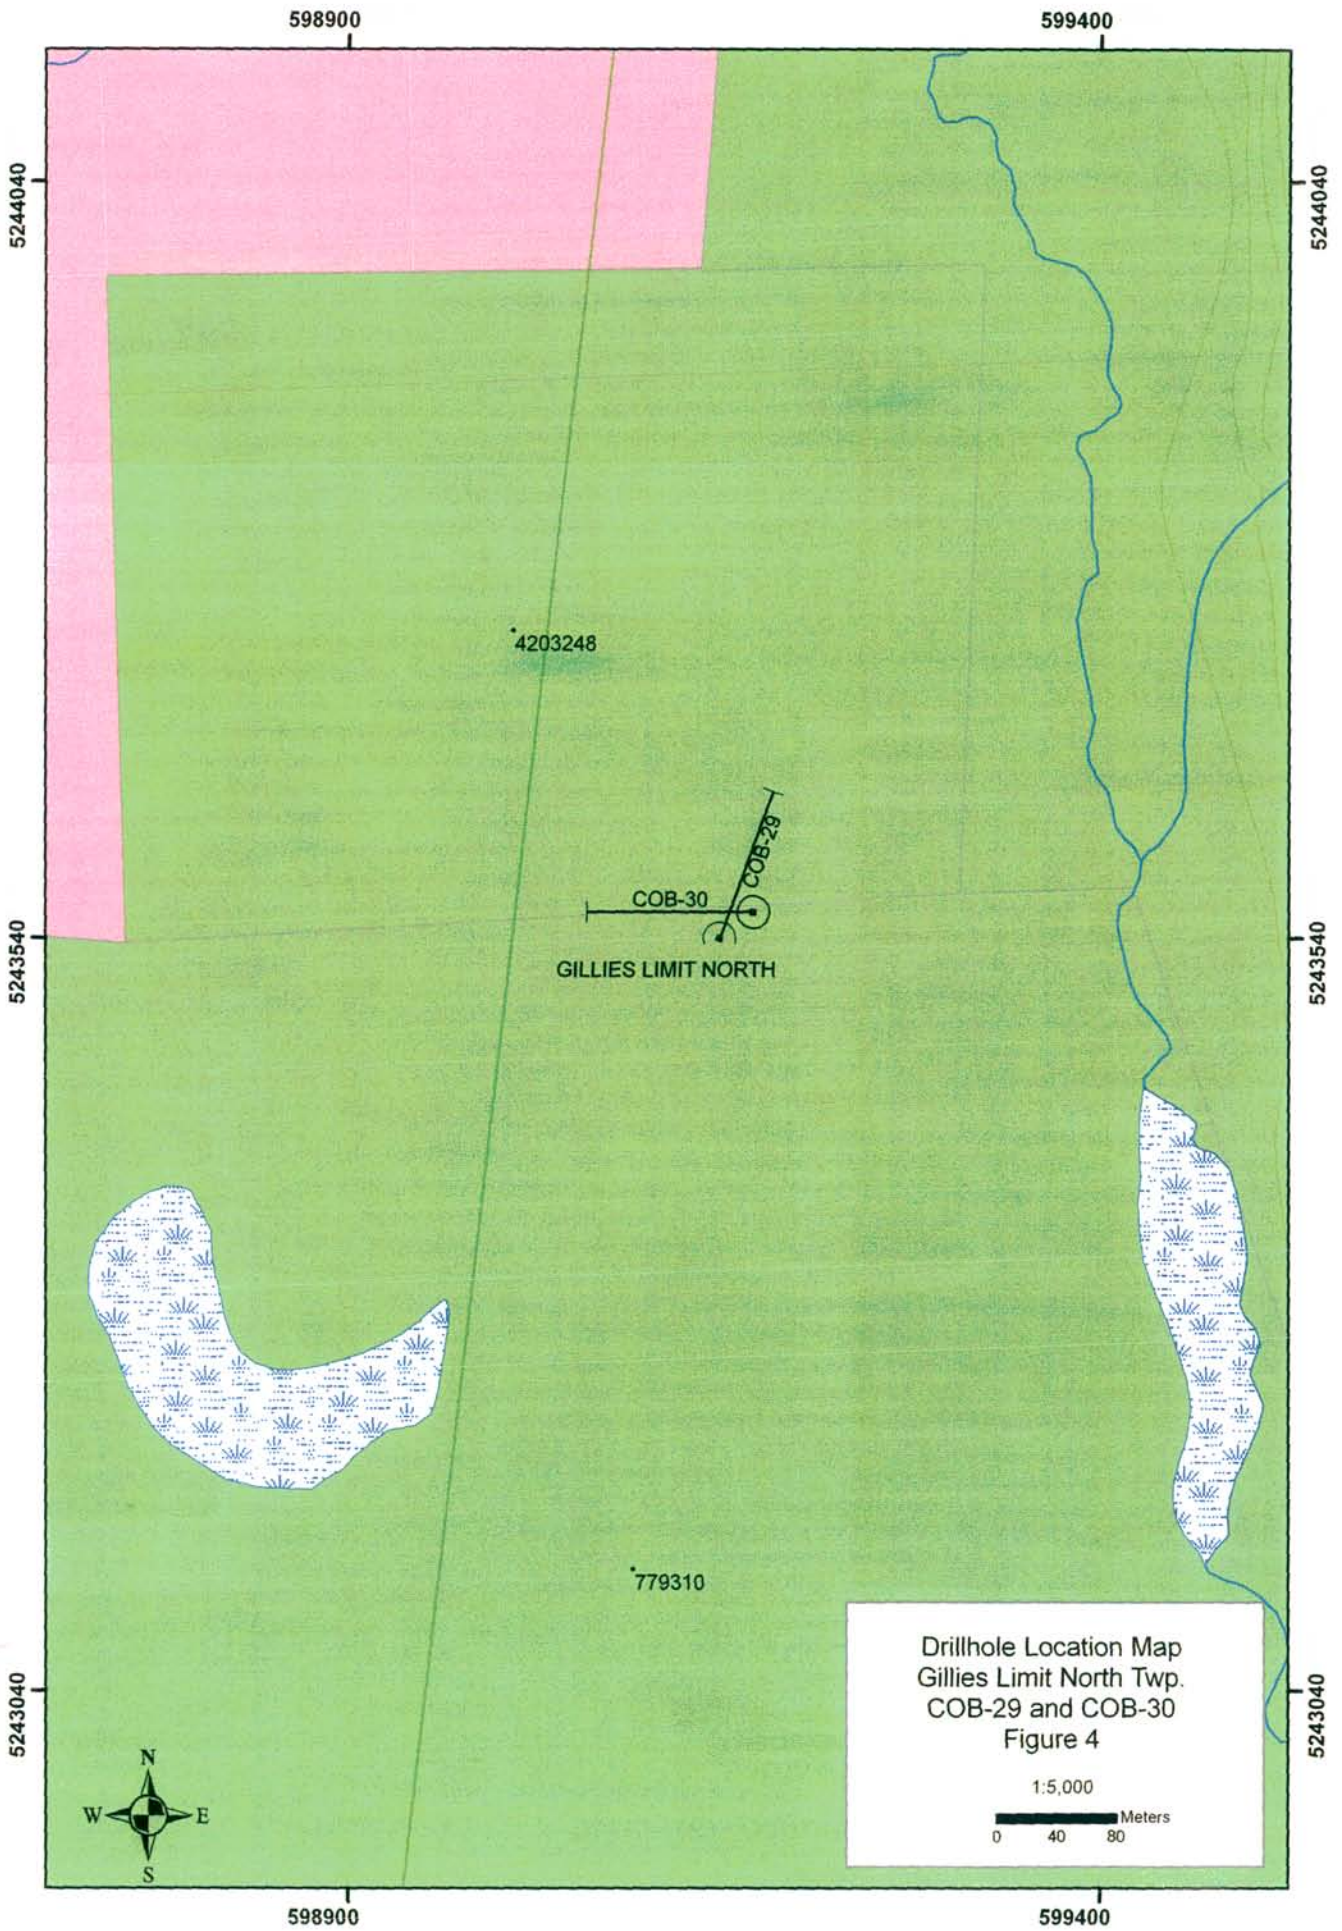 598900
599400
5244040
5244040
4203248
COB-29
COB-30
5243540
5243540
GILLIES LIMIT NORTH
779310
Drillhole Location Map
Gillies Limit North Twp.
COB-29 and COB-30
Figure 4
1:5,000
Meters
0 40 80
5243040
5243040
N
W E
S
598900
599400